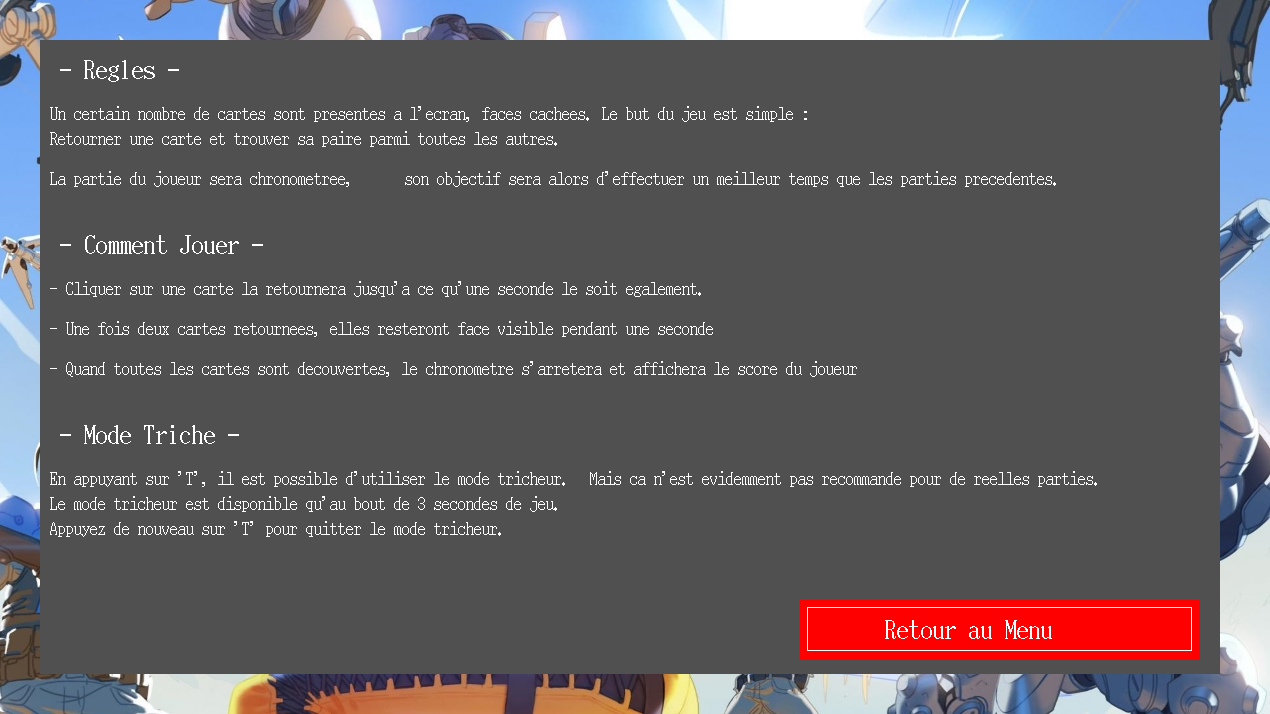 - Regles -
Un certain nombre de cartes sont presentes a l'ecran, faces cachees. Le but du jeu est simple :
Retourner une carte et trouver sa paire parmi toutes les autres.
La partie du joueur sera chronometree, son objectif sera alors d'effectuer un meilleur temps que les parties precedentes.
- Comment Jouer -
- Cliquer sur une carte la retournera jusqu'a ce qu'une seconde le soit egalement.
- Une fois deux cartes retournees, elles resteront face visible pendant une seconde
- Quand toutes les cartes sont decouvertes, le chronometre s'arretera et affichera le score du joueur
- Mode Triche -
En appuyant sur 'T', il est possible d'utiliser le mode tricheur. Mais ca n'est evidemment pas recommande pour de reelles parties.
Le mode tricheur est disponible qu'au bout de 3 secondes de jeu.
Appuyez de nouveau sur 'T' pour quitter le mode tricheur.
Retour au Menu